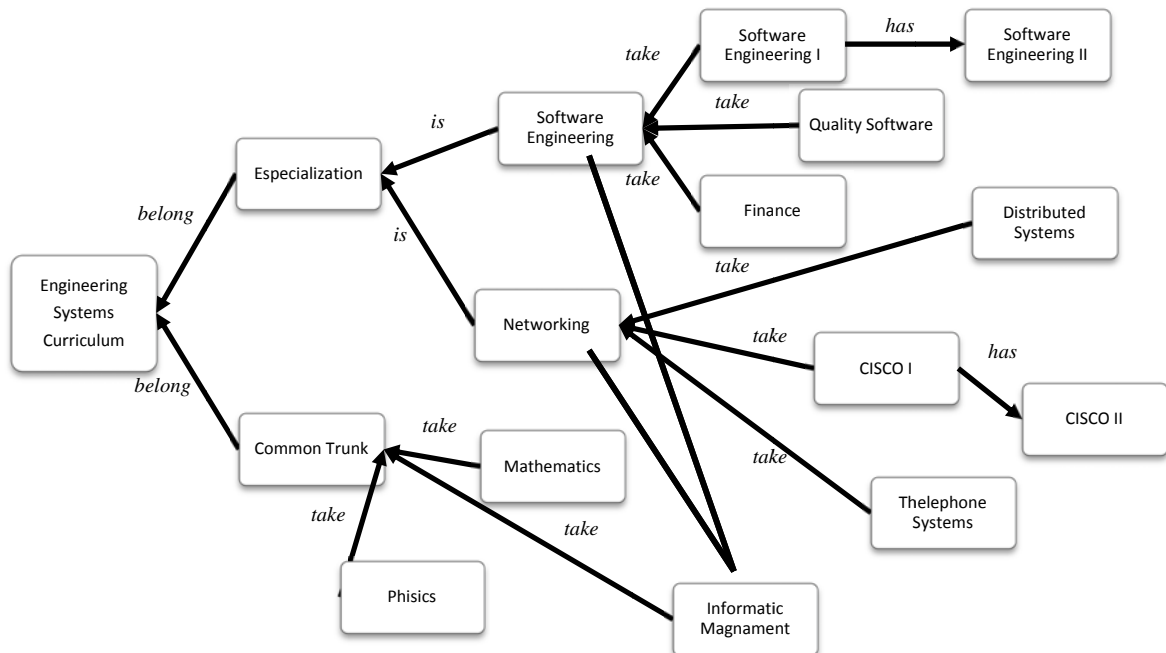 Software
Engineering I
has
Software
Engineering II
take
take
Quality Software
Software
Engineering
is
Especialization
take
Finance
Distributed
Systems
belong
is
take
Engineering
Systems
Curriculum
Networking
take
CISCO I
has
belong
CISCO II
Common Trunk
take
Mathematics
take
Thelephone
Systems
take
take
Phisics
Informatic
Magnament